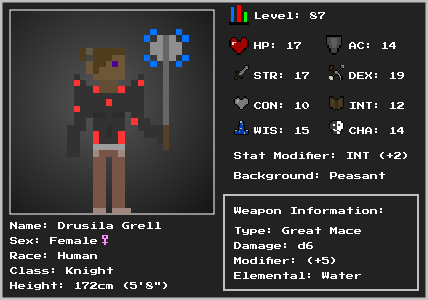 Level: 87
HP: 17
AC: 14
STR: 17
DEX: 19
CON: 10
INT: 12
WIS: 15
CHA: 14
Stat Modifier: INT (+2)
Background: Peasant
Name: Drusila Grell
Sex: Female
Race: Human
Class: Knight
Height: 172cm (5'8")
Weapon Information:
Type: Great Mace
Damage: d6
Modifier: (+5)
Elemental: Water